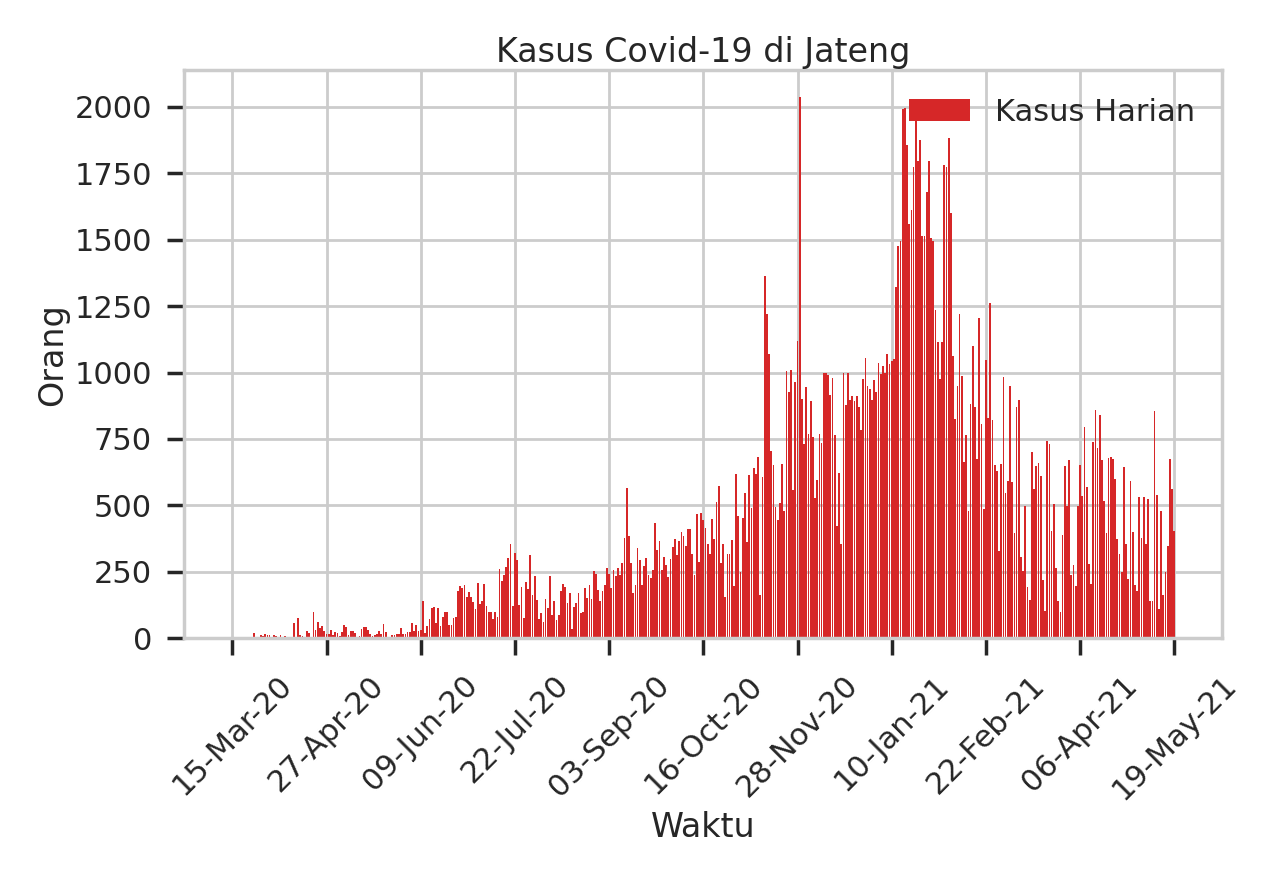 Kasus Covid-19 di Jateng
Kasus Harian
Orang
2000
1750
1500
1250
1000
750
500
250
0
15-Mar-20
27-Apr-20
09-Jun-20
22-Jul-20
03-Sep-20
16-Oct-20
28-Nov-20
10-Jan-21
22-Feb-21
06-Apr-21
19-May-21
Waktu